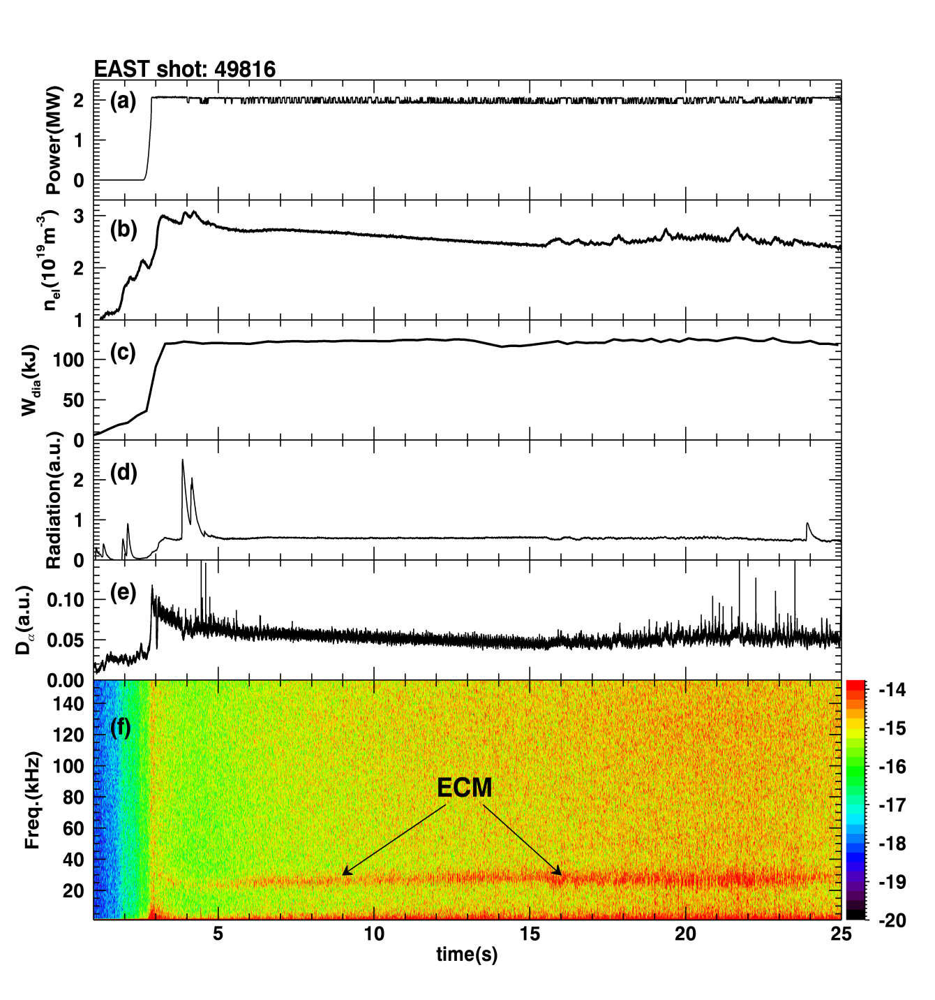 EAST shot: 49816
(a)
Power(MW)
2
1
0
(b)
n_el(10^19m^-3)
3
2
1
(c)
W_dia(kJ)
100
50
0
(d)
Radiation(a.u.)
2
1
0
(e)
Dα(a.u.)
0.10
0.05
0.00
(f)
Freq.(kHz)
140
120
100
80
60
40
20
ECM
-14
-15
-16
-17
-18
-19
-20
5 10 15 20 25
time(s)